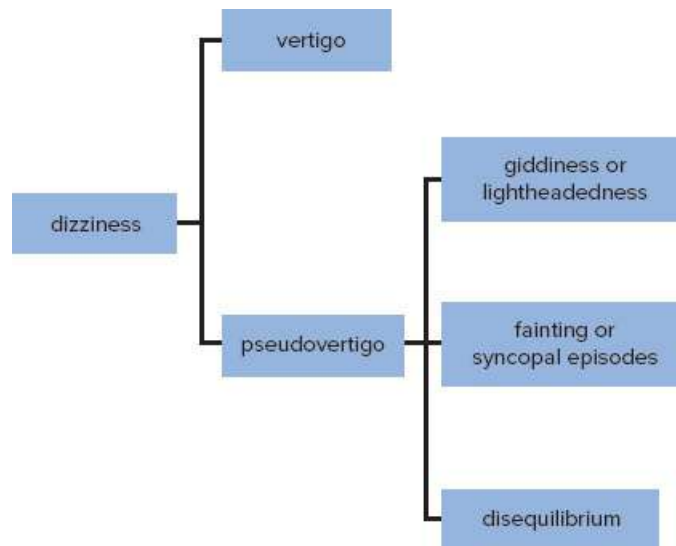 vertigo
giddiness or
lightheadedness
dizziness
pseudovertigo
fainting or
syncopal episodes
disequilibrium